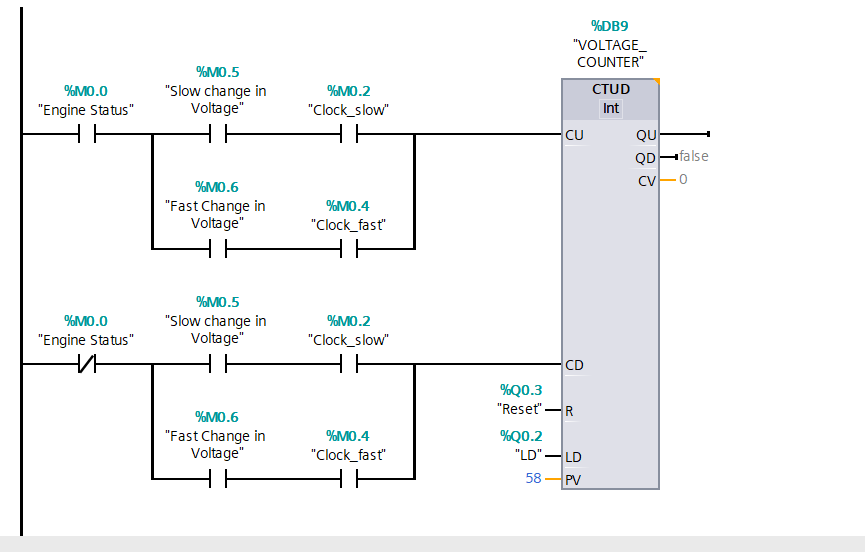 %DB9
"VOLTAGE_
COUNTER"
%M0.5
%M0.0
"Slow change in
%M0.2
CTUD
"Engine Status"
Voltage"
"Clock_slow"
Int
CU
QU
QD
false
CV
0
%M0.6
"Fast Change in
%M0.4
Voltage"
"Clock_fast"
%M0.5
%M0.0
"Slow change in
%M0.2
"Engine Status"
Voltage"
"Clock_slow"
CD
%Q0.3
"Reset"
R
%M0.6
"Fast Change in
%M0.4
%Q0.2
Voltage"
"Clock_fast"
"LD"
LD
58
PV